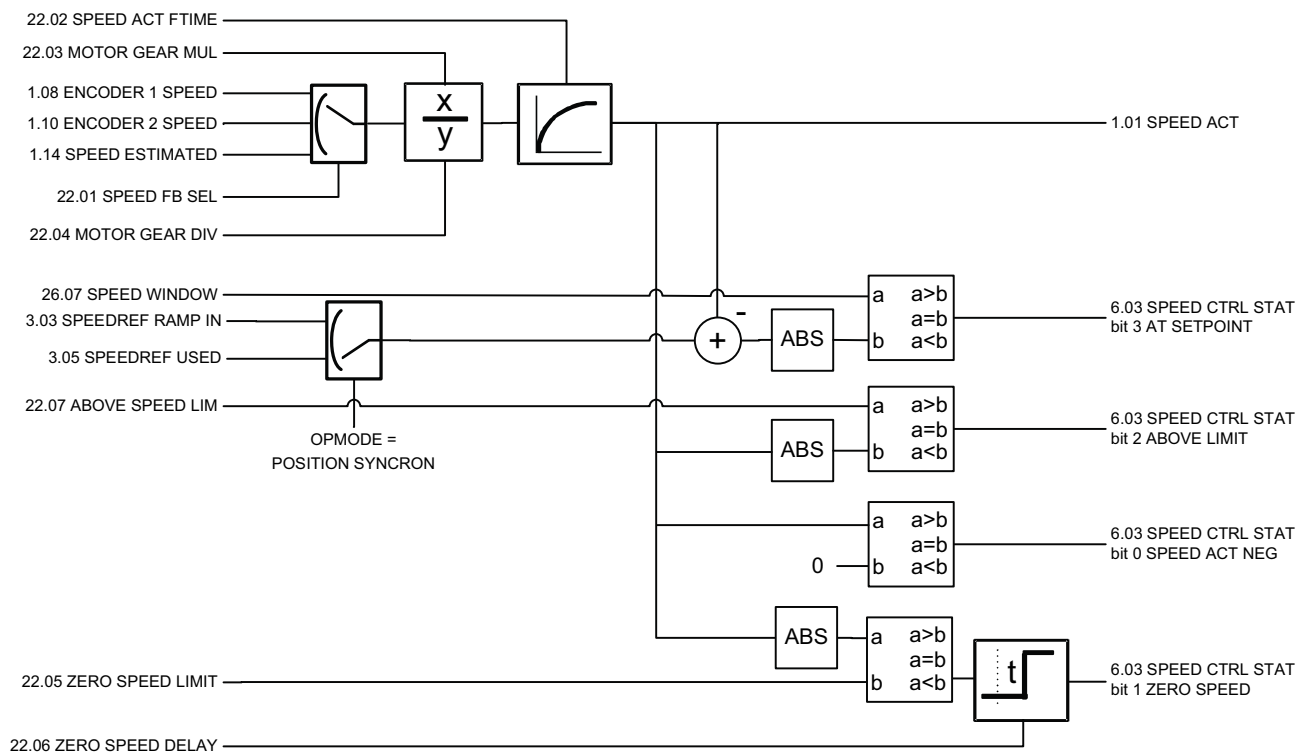 22.02 SPEED ACT FTIME
22.03 MOTOR GEAR MUL
1.08 ENCODER 1 SPEED
1.10 ENCODER 2 SPEED
1.14 SPEED ESTIMATED
22.01 SPEED FB SEL
22.04 MOTOR GEAR DIV
x
y
1.01 SPEED ACT
26.07 SPEED WINDOW
3.03 SPEEDREF RAMP IN
3.05 SPEEDREF USED
-
+
ABS
a a>b
a=b
b a<b
6.03 SPEED CTRL STAT
bit 3 AT SETPOINT
22.07 ABOVE SPEED LIM
OPMODE =
POSITION SYNCRON
ABS
a a>b
a=b
b a<b
6.03 SPEED CTRL STAT
bit 2 ABOVE LIMIT
0
a a>b
a=b
b a<b
6.03 SPEED CTRL STAT
bit 0 SPEED ACT NEG
ABS
a a>b
a=b
b a<b
t
6.03 SPEED CTRL STAT
bit 1 ZERO SPEED
22.05 ZERO SPEED LIMIT
22.06 ZERO SPEED DELAY